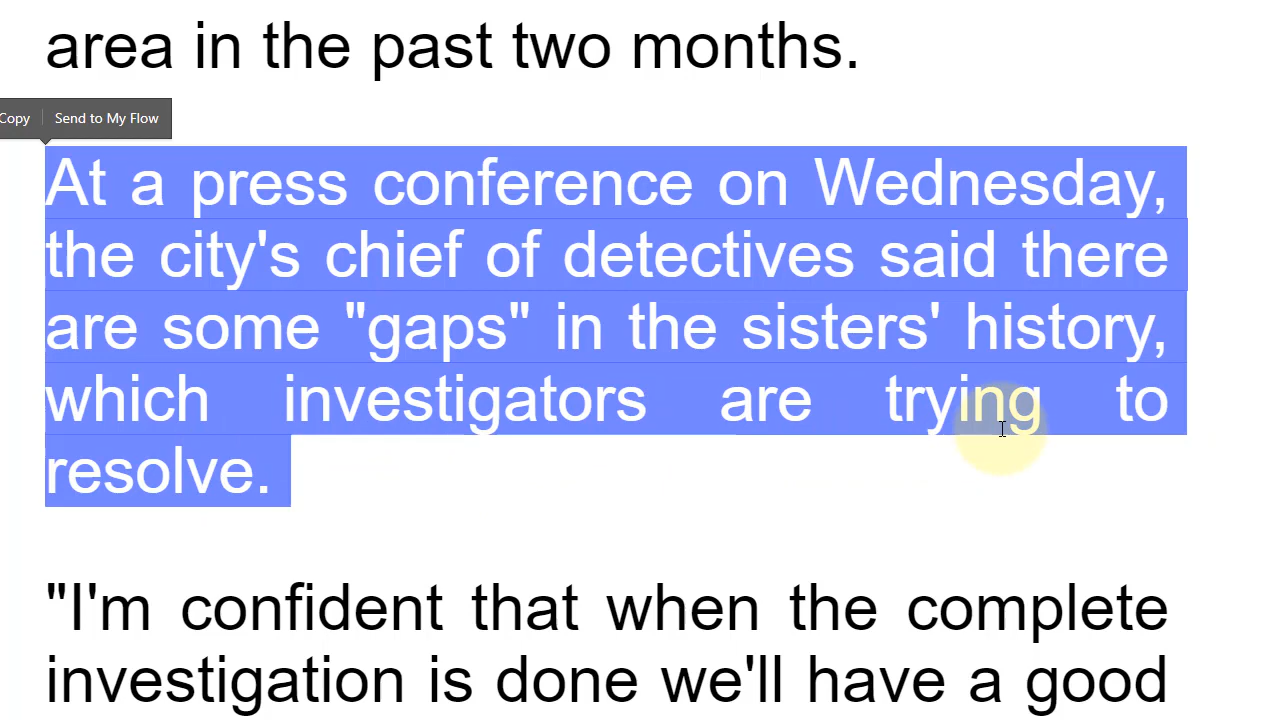 area in the past two months.
Copy
Send to My Flow
At a press conference on Wednesday,
the city's chief of detectives said there
are some "gaps" in the sisters' history,
which investigators are trying to
resolve.
"I'm confident that when the complete
investigation is done we'll have a good